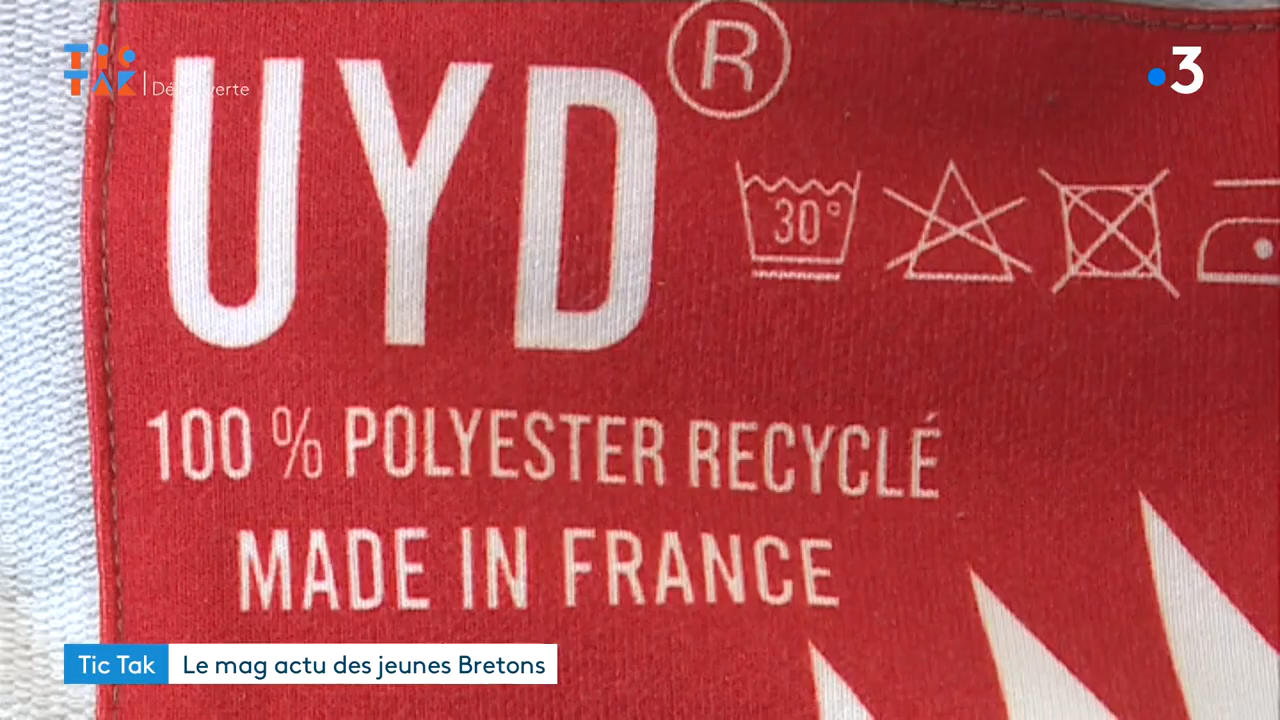 TiC
TAK
Découverte
3
UYD®
30°
100 % POLYESTER RECYCLÉ
MADE IN FRANCE
Tic Tak Le mag actu des jeunes Bretons